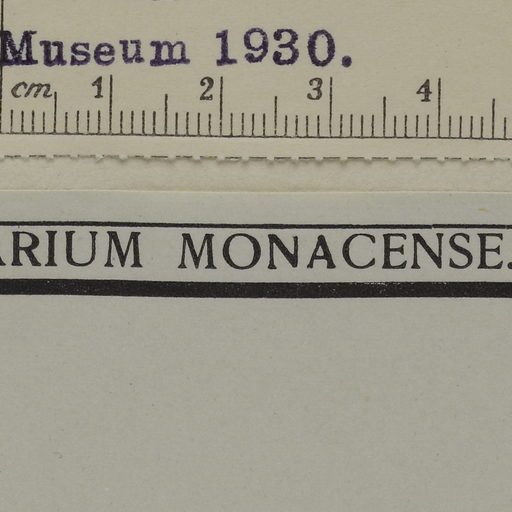 Museum 1930.
cm 1 2 3 4
ARIUM MONACENSE.